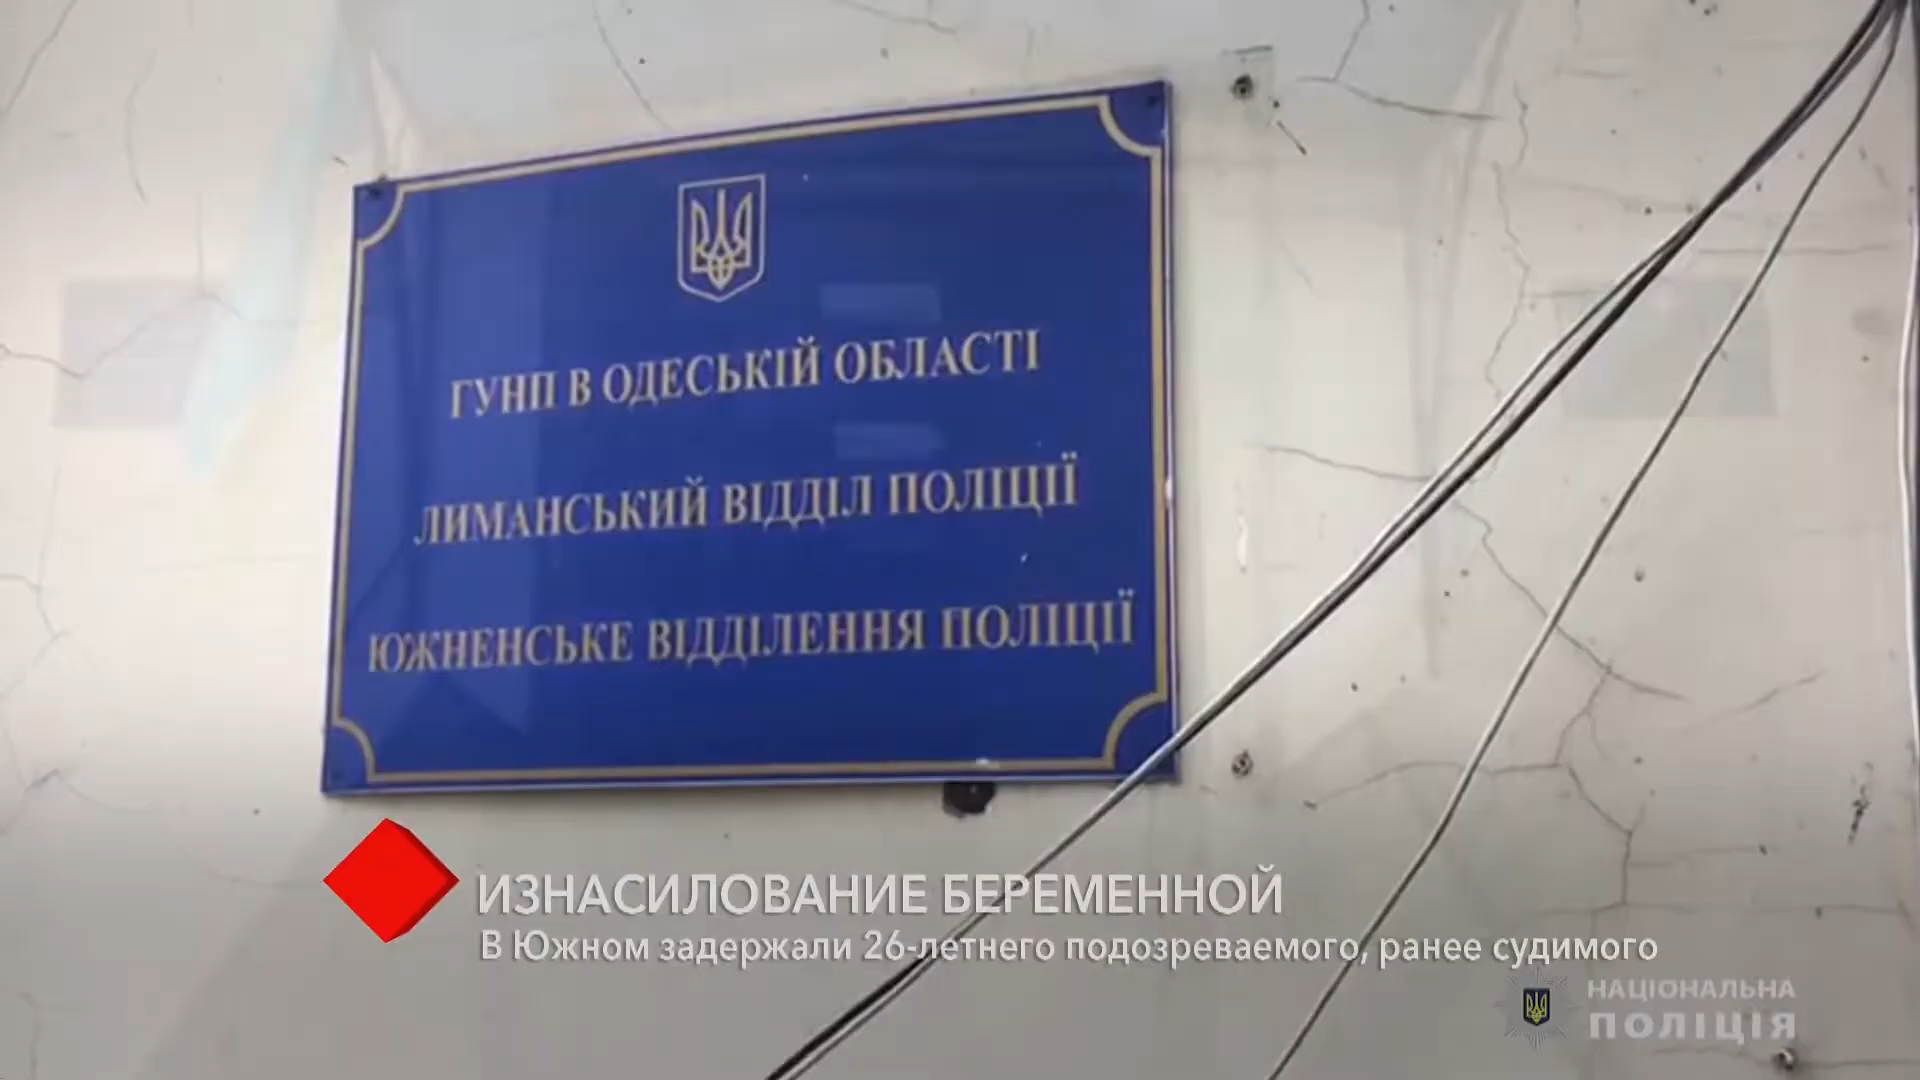 ГУНП В ОДЕСЬКІЙ ОБЛАСТІ
ЛИМАНСЬКИЙ ВІДДІЛ ПОЛІЦІЇ
ЮЖНЕНСЬКЕ ВІДДІЛЕННЯ ПОЛІЦІЇ
ИЗНАСИЛОВАНИЕ БЕРЕМЕННОЙ
В Южном задержали 26-летнего подозреваемого, ранее судимого
НАЦІОНАЛЬНА
ПОЛІЦІЯ